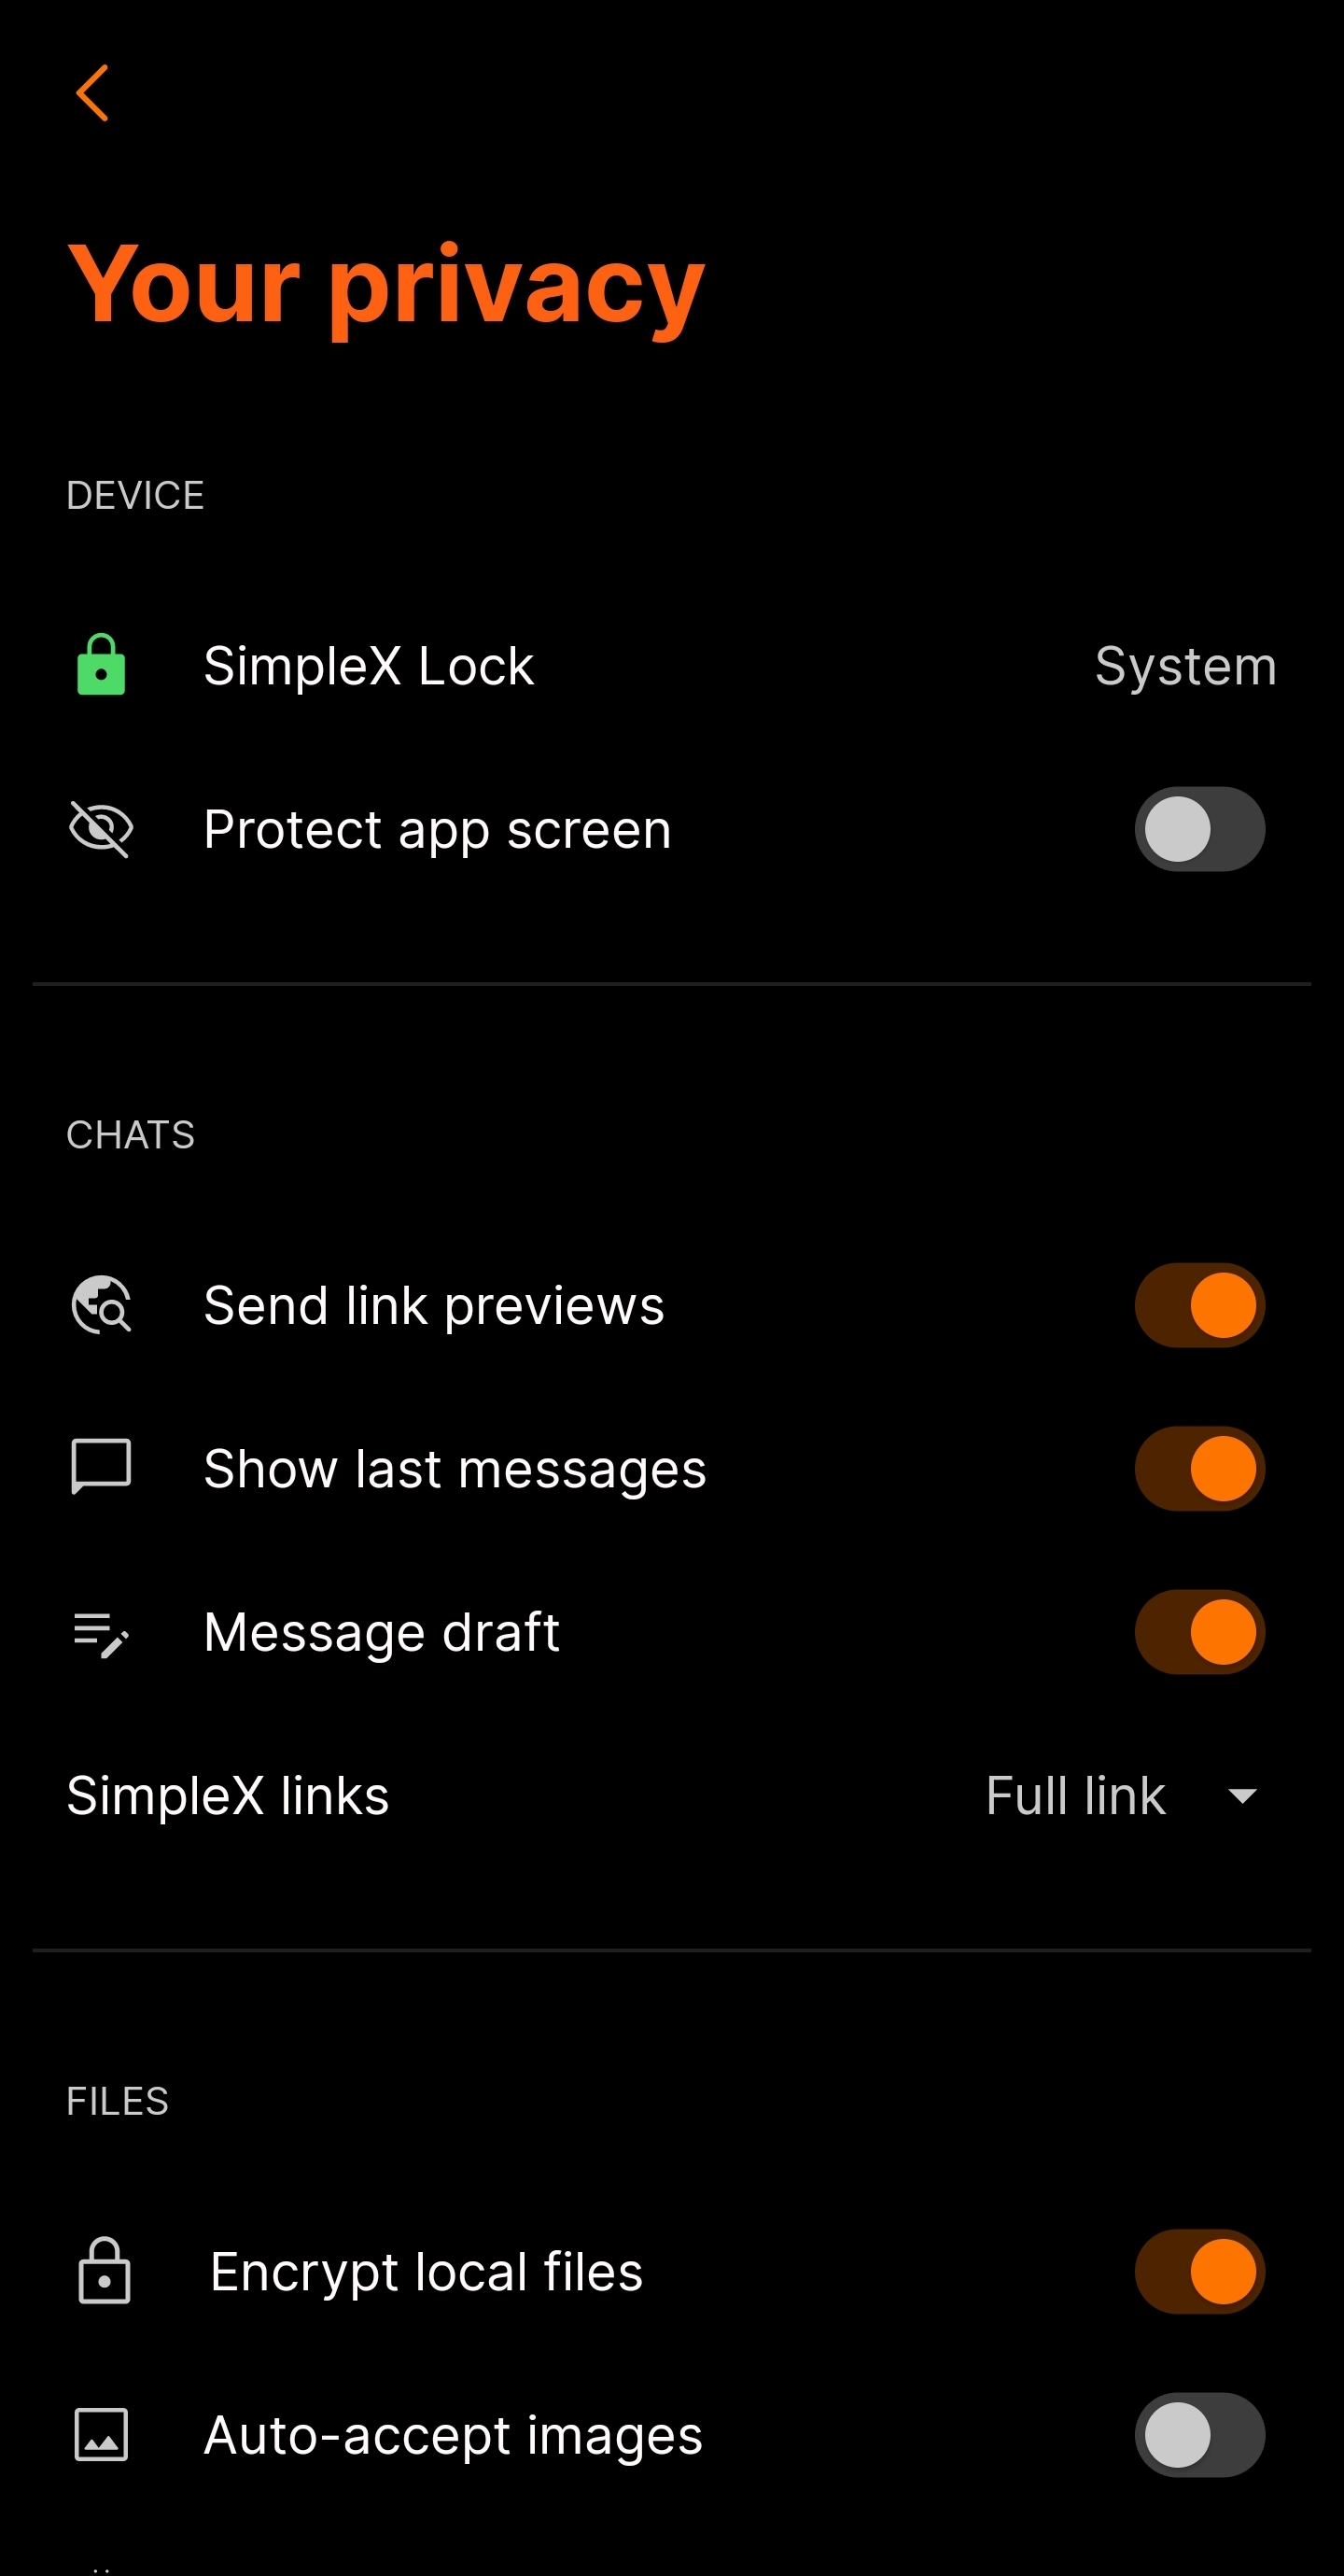 Your privacy
DEVICE
SimpleX Lock System
Protect app screen
CHATS
Send link previews
Show last messages
Message draft
SimpleX links Full link
FILES
Encrypt local files
Auto-accept images